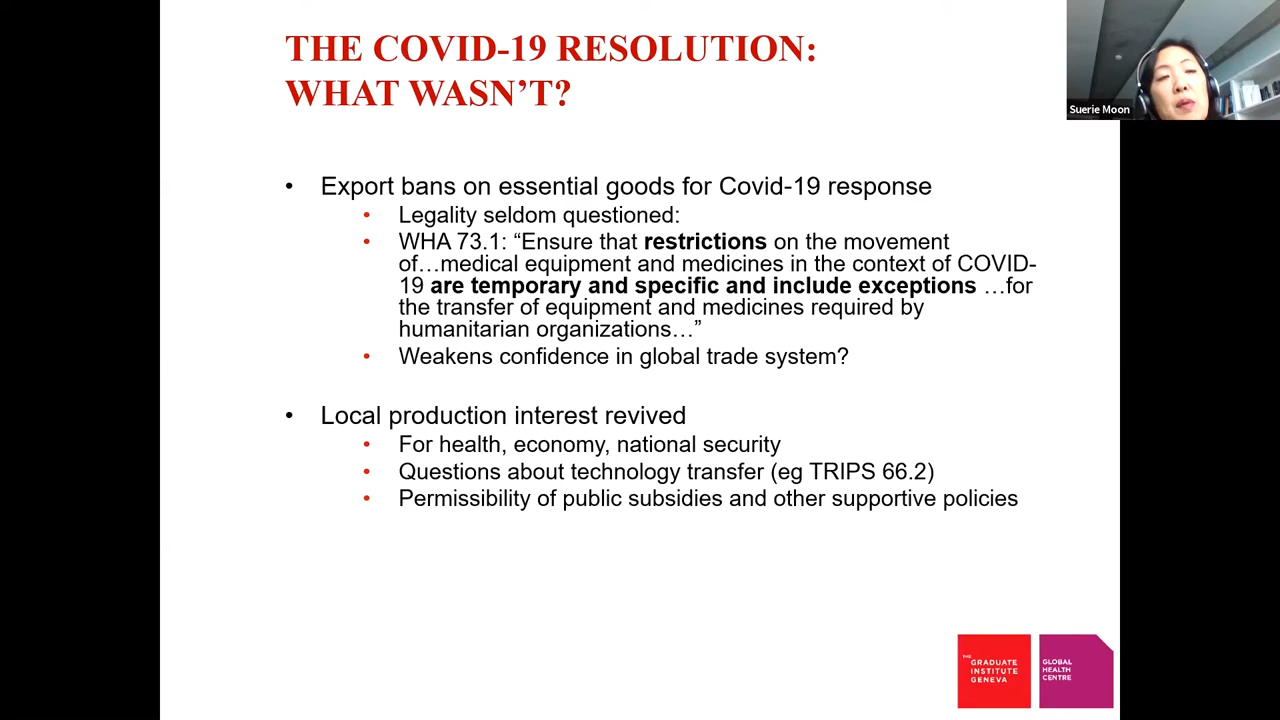 THE COVID-19 RESOLUTION:
WHAT WASN’T?
Suerie Moon
• Export bans on essential goods for Covid-19 response
• Legality seldom questioned:
• WHA 73.1: “Ensure that restrictions on the movement
of…medical equipment and medicines in the context of COVID-
19 are temporary and specific and include exceptions …for
the transfer of equipment and medicines required by
humanitarian organizations…”
• Weakens confidence in global trade system?
• Local production interest revived
• For health, economy, national security
• Questions about technology transfer (eg TRIPS 66.2)
• Permissibility of public subsidies and other supportive policies
THE
GRADUATE
INSTITUTE
GENEVA
GLOBAL
HEALTH
CENTRE